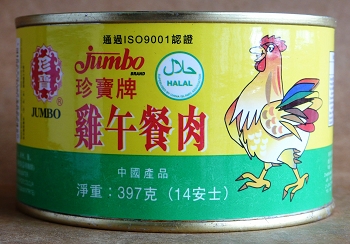 通過ISO9001認證
珍寶
®
JUMBO
Jumbo
BRAND
珍寶牌
حلال
HALAL
雞午餐肉
中國產品
淨重：397克（14安士）